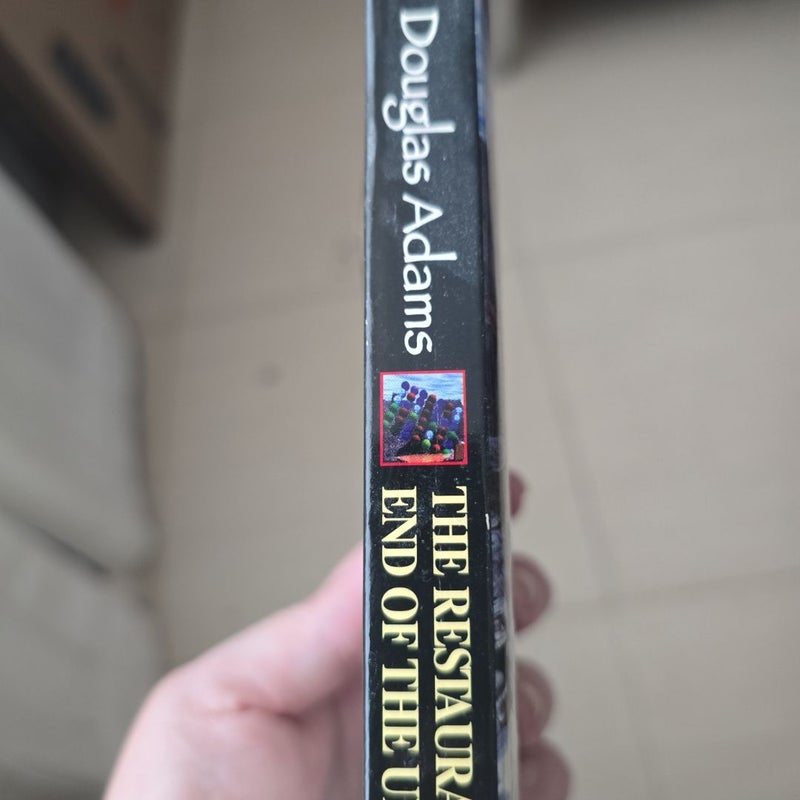 Douglas Adams
THE RESTAURA
END OF THE U